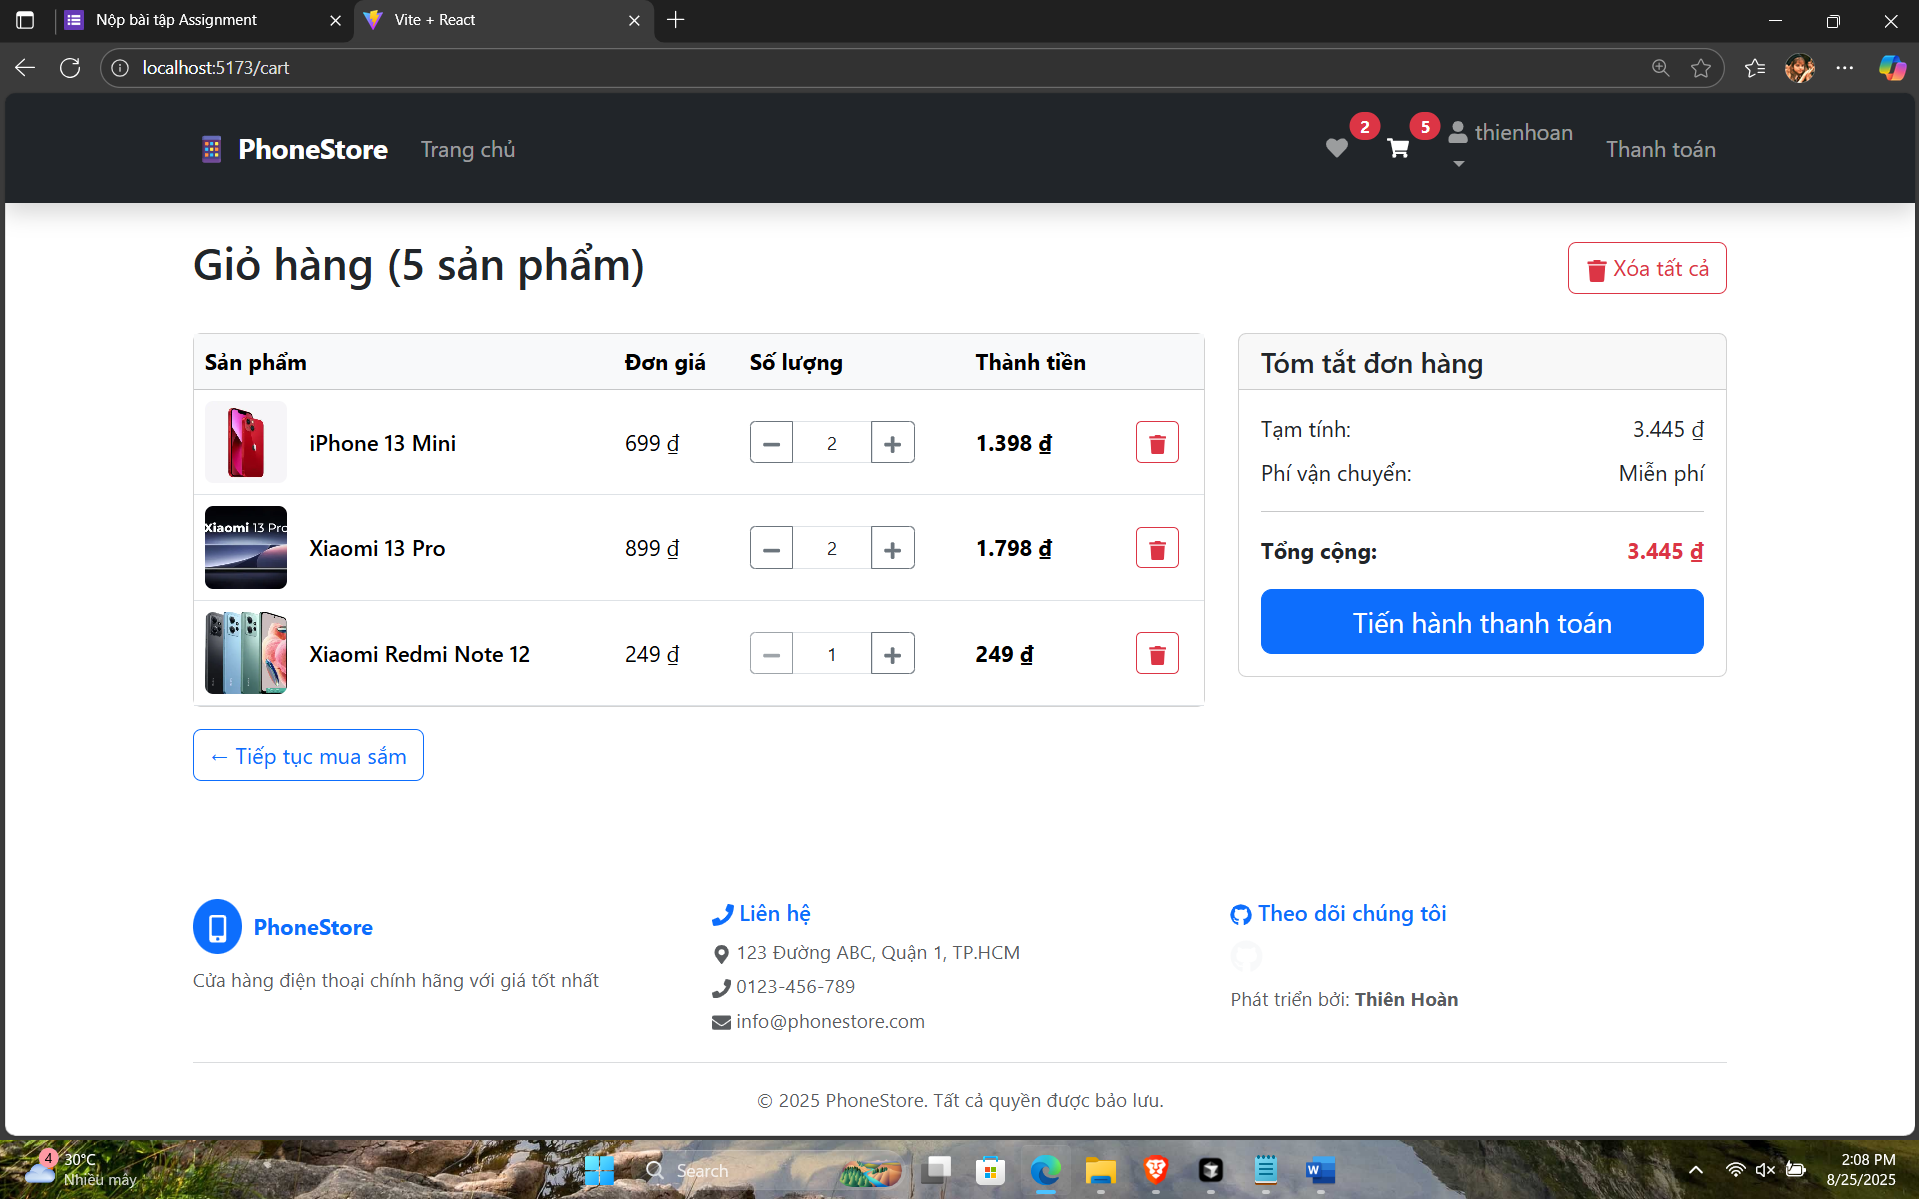 Nộp bài tập Assignment
Vite + React
localhost:5173/cart
PhoneStore
Trang chủ
2
5
thienhoan
Thanh toán
Giỏ hàng (5 sản phẩm)
Xóa tất cả
Sản phẩm Đơn giá Số lượng Thành tiền
iPhone 13 Mini 699 ₫ 2 1.398 ₫
Xiaomi 13 Pro
Xiaomi 13 Pro 899 ₫ 2 1.798 ₫
Xiaomi Redmi Note 12 249 ₫ 1 249 ₫
← Tiếp tục mua sắm
Tóm tắt đơn hàng
Tạm tính: 3.445 ₫
Phí vận chuyển: Miễn phí
Tổng cộng: 3.445 ₫
Tiến hành thanh toán
PhoneStore
Cửa hàng điện thoại chính hãng với giá tốt nhất
Liên hệ
123 Đường ABC, Quận 1, TP.HCM
0123-456-789
info@phonestore.com
Theo dõi chúng tôi
Phát triển bởi: Thiên Hoàn
© 2025 PhoneStore. Tất cả quyền được bảo lưu.
4
30°C
Nhiều mây
Search
W
2:08 PM
8/25/2025